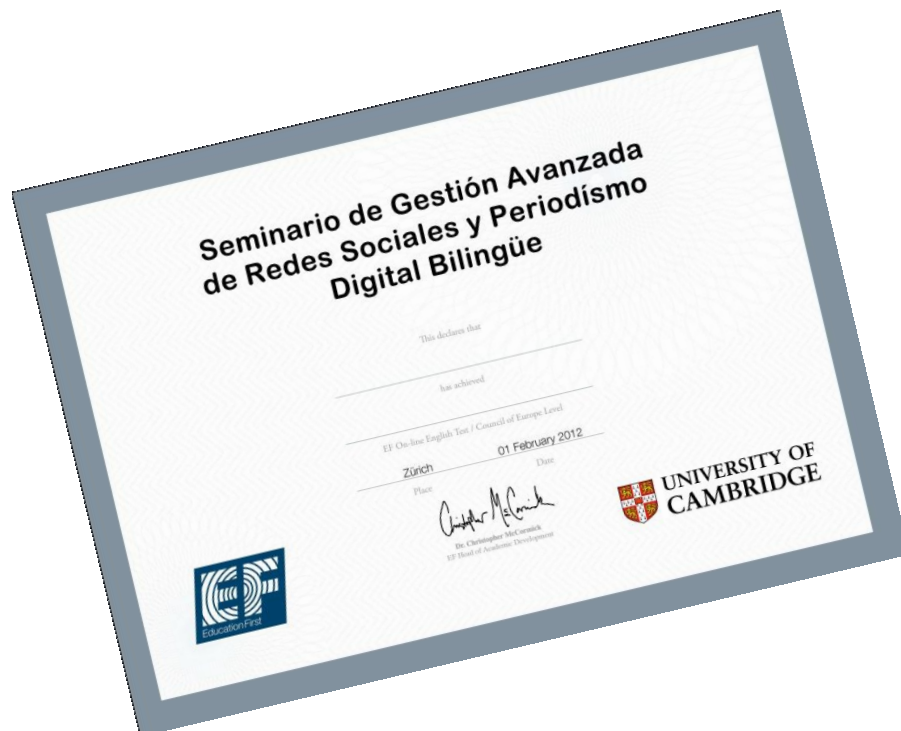 Seminario de Gestión Avanzada
de Redes Sociales y Periodísmo
Digital Bilingüe
This declares that
has achieved
EF On-line English Test / Council of Europe Level
Zürich 01 February 2012
Place Date
Christopher McCormick
Dr. Christopher McCormick
EF Head of Academic Development
EF
Education First
UNIVERSITY OF
CAMBRIDGE